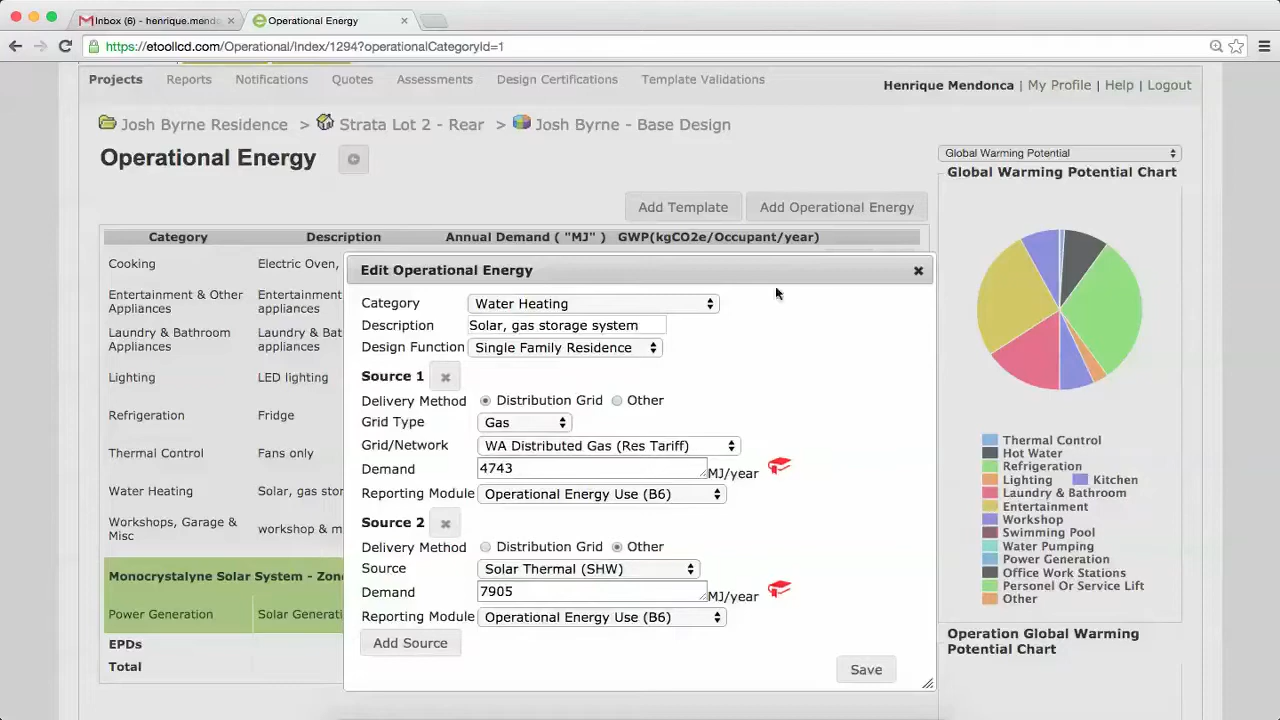 Inbox (6) - henrique.mend
Operational Energy
https://etoollcd.com/Operational/Index/1294?operationalCategoryId=1
Projects Reports Notifications Quotes Assessments Design Certifications Template Validations
Henrique Mendonca | My Profile | Help | Logout
Josh Byrne Residence > Strata Lot 2 - Rear > Josh Byrne - Base Design
Operational Energy
Global Warming Potential
Global Warming Potential Chart
Add Template Add Operational Energy
Category Description Annual Demand ( "MJ" ) GWP(kgCO2e/Occupant/year)
Cooking Electric Oven,
Entertainment & Other Entertainment
Appliances Appliances
Laundry & Bathroom Laundry & Bat
Appliances appliances
Lighting LED lighting
Refrigeration Fridge
Thermal Control Fans only
Water Heating Solar, gas stor
Workshops, Garage & workshop & m
Misc
Monocrystalyne Solar System - Zone
Power Generation Solar Generati
EPDs
Total
Edit Operational Energy
Category Water Heating
Description Solar, gas storage system
Design Function Single Family Residence
Source 1
Delivery Method Distribution Grid Other
Grid Type Gas
Grid/Network WA Distributed Gas (Res Tariff)
Demand 4743 MJ/year
Reporting Module Operational Energy Use (B6)
Source 2
Delivery Method Distribution Grid Other
Source Solar Thermal (SHW)
Demand 7905 MJ/year
Reporting Module Operational Energy Use (B6)
Add Source
Save
Thermal Control
Hot Water
Refrigeration
Lighting Kitchen
Laundry & Bathroom
Entertainment
Workshop
Swimming Pool
Water Pumping
Power Generation
Office Work Stations
Personel Or Service Lift
Other
Operation Global Warming
Potential Chart